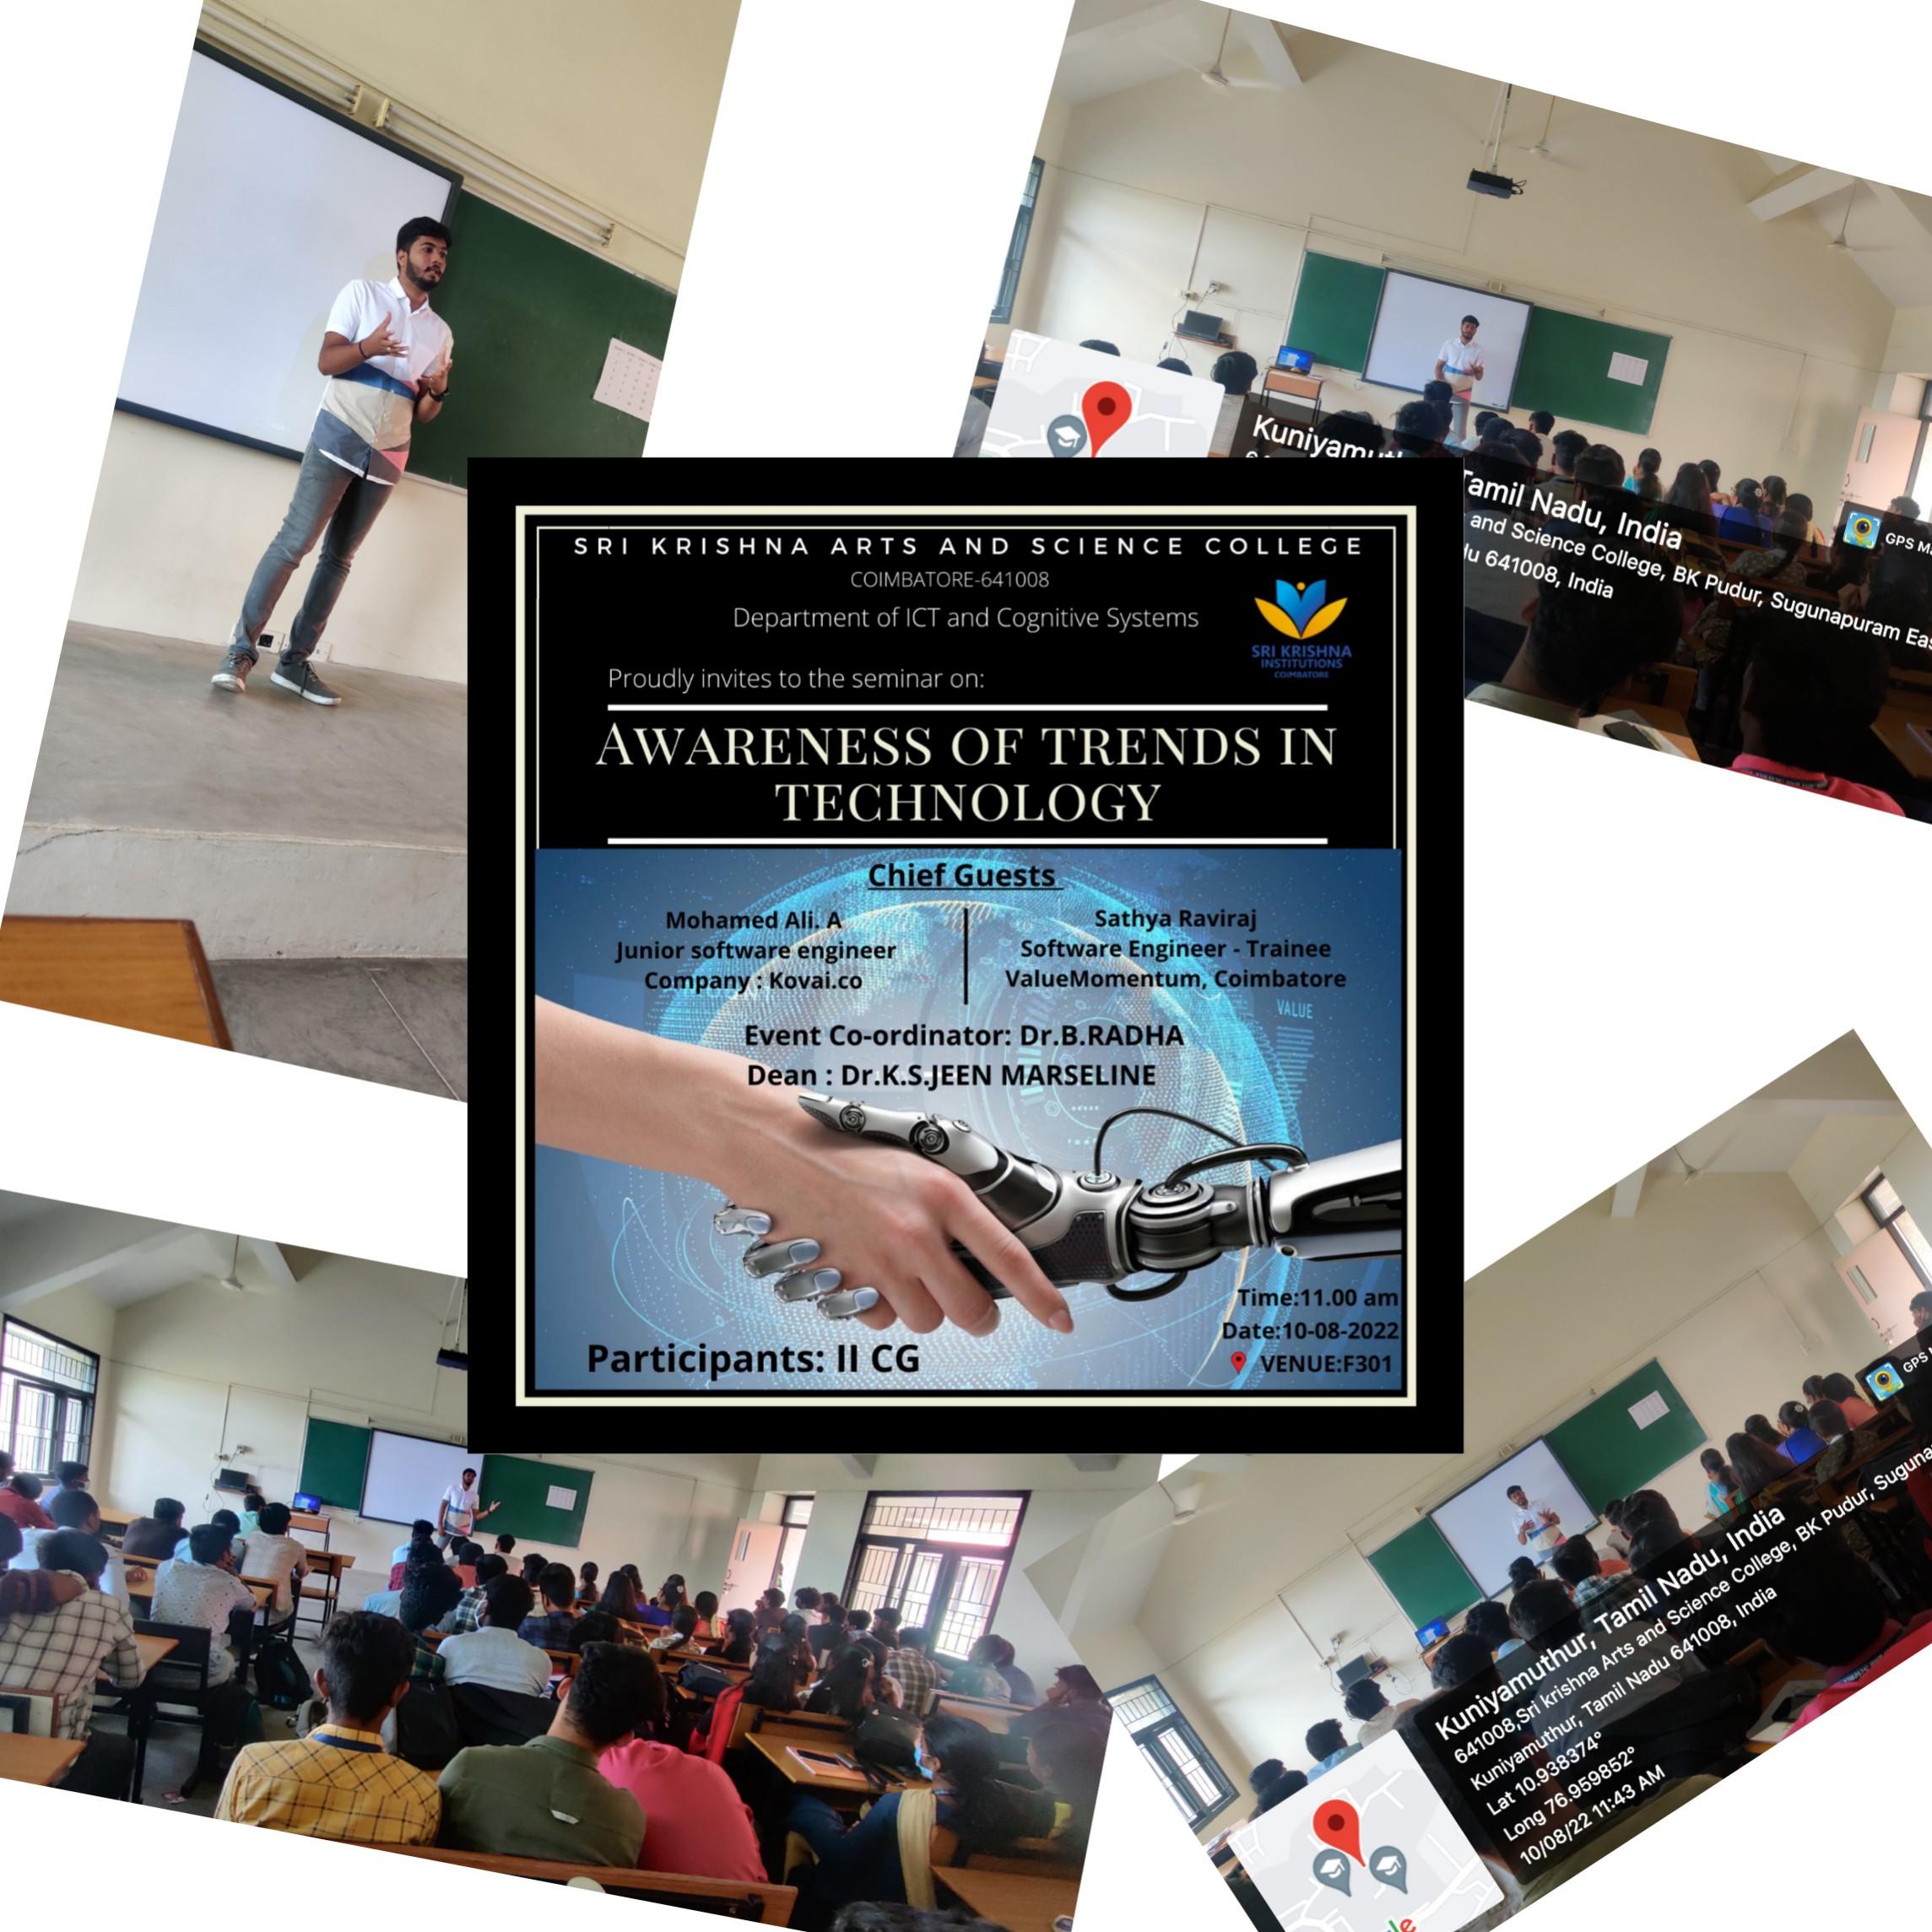 Kuniyamuth
Tamil Nadu, India
and Science College, BK Pudur, Sugunapuram Eas
lu 641008, India
GPS M
SRI KRISHNA ARTS AND SCIENCE COLLEGE
COIMBATORE-641008
Department of ICT and Cognitive Systems
SRI KRISHNA
INSTITUTIONS
COIMBATORE
Proudly invites to the seminar on:
AWARENESS OF TRENDS IN
TECHNOLOGY
Chief Guests
Mohamed Ali. A
Junior software engineer
Company : Kovai.co
Sathya Raviraj
Software Engineer - Trainee
ValueMomentum, Coimbatore
VALUE
Event Co-ordinator: Dr.B.RADHA
Dean : Dr.K.S.JEEN MARSELINE
Time:11.00 am
Date:10-08-2022
VENUE:F301
Participants: II CG
GPS M
Kuniyamuthur, Tamil Nadu, India
641008,Sri krishna Arts and Science College, BK Pudur, Suguna
Kuniyamuthur, Tamil Nadu 641008, India
Lat 10.938374°
Long 76.959852°
10/08/22 11:43 AM